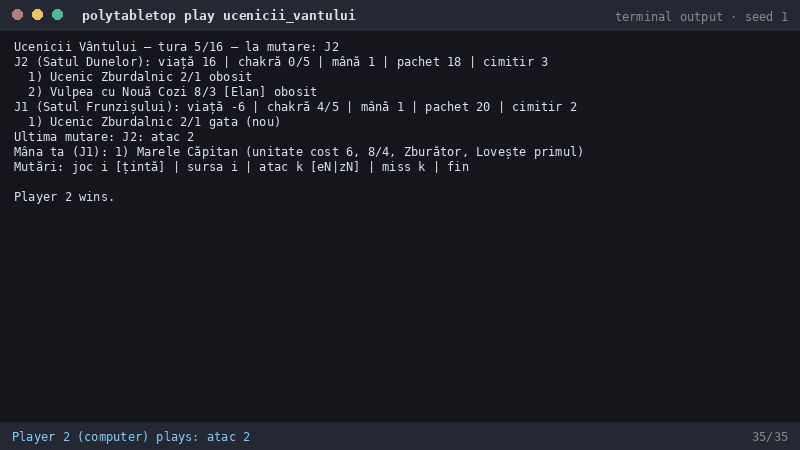 polytabletop play ucenicii_vantului
terminal output · seed 1
Ucenicii Vântului — tura 5/16 — la mutare: J2
J2 (Satul Dunelor): viață 16 | chakră 0/5 | mână 1 | pachet 18 | cimitir 3
1) Ucenic Zburdalnic 2/1 obosit
2) Vulpea cu Nouă Cozi 8/3 [Elan] obosit
J1 (Satul Frunzișului): viață -6 | chakră 4/5 | mână 1 | pachet 20 | cimitir 2
1) Ucenic Zburdalnic 2/1 gata (nou)
Ultima mutare: J2: atac 2
Mâna ta (J1): 1) Marele Căpitan (unitate cost 6, 8/4, Zburător, Lovește primul)
Mutări: joc i [țintă] | sursa i | atac k [eN|zN] | miss k | fin
Player 2 wins.
Player 2 (computer) plays: atac 2
35/35